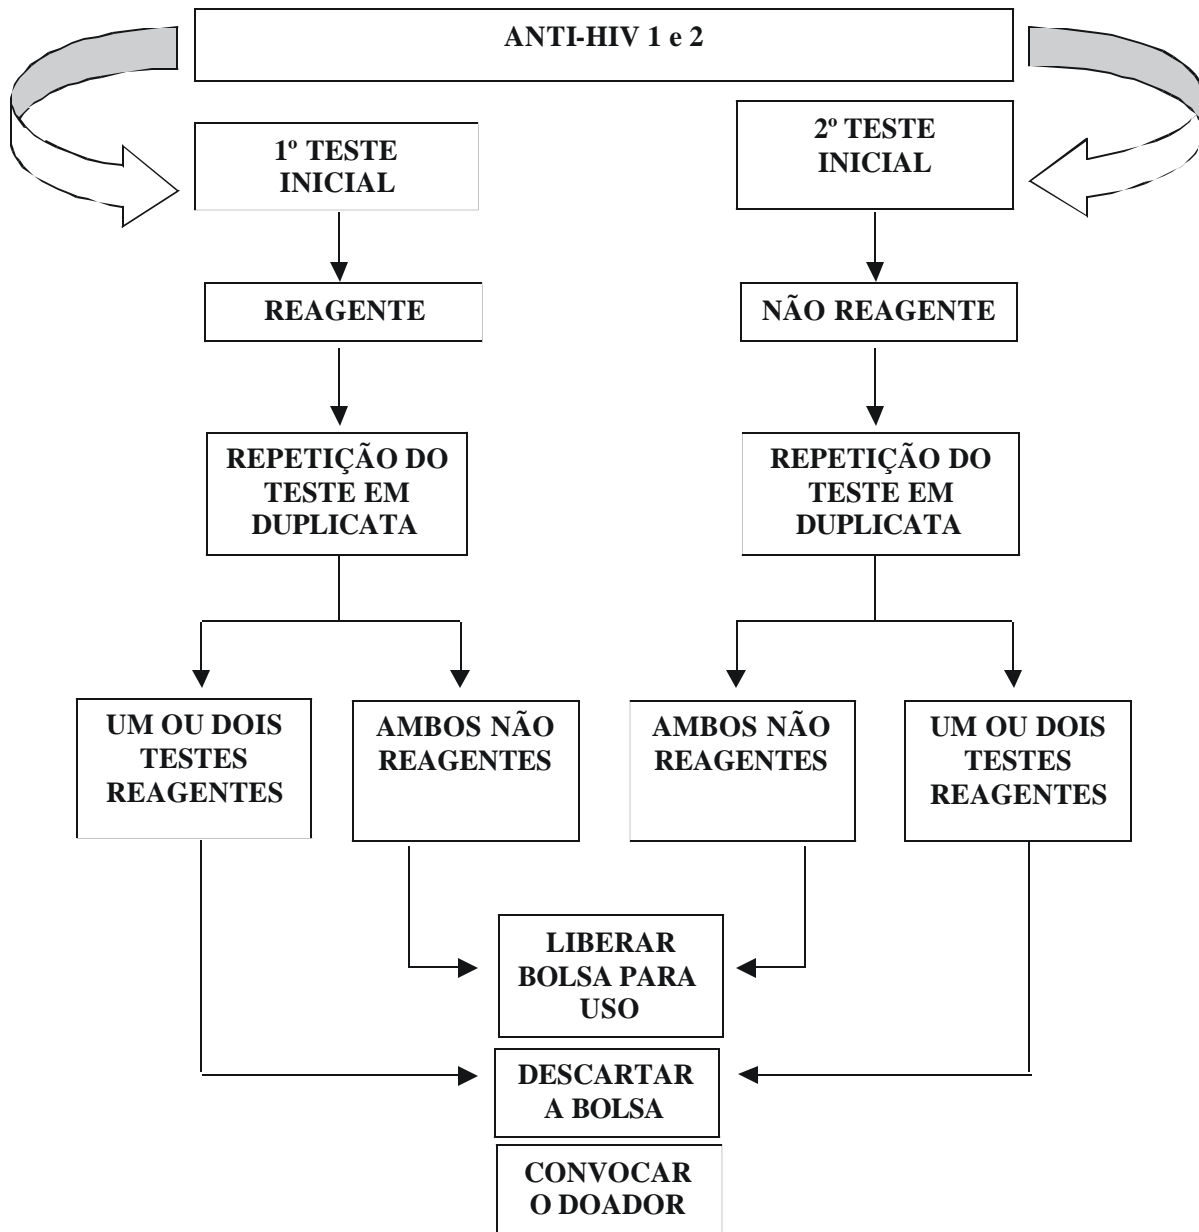 ANTI-HIV 1 e 2
1º TESTE
INICIAL
2º TESTE
INICIAL
REAGENTE
NÃO REAGENTE
REPETIÇÃO DO
TESTE EM
DUPLICATA
REPETIÇÃO DO
TESTE EM
DUPLICATA
UM OU DOIS
TESTES
REAGENTES
AMBOS NÃO
REAGENTES
AMBOS NÃO
REAGENTES
UM OU DOIS
TESTES
REAGENTES
LIBERAR
BOLSA PARA
USO
DESCARTAR
A BOLSA
CONVOCAR
O DOADOR